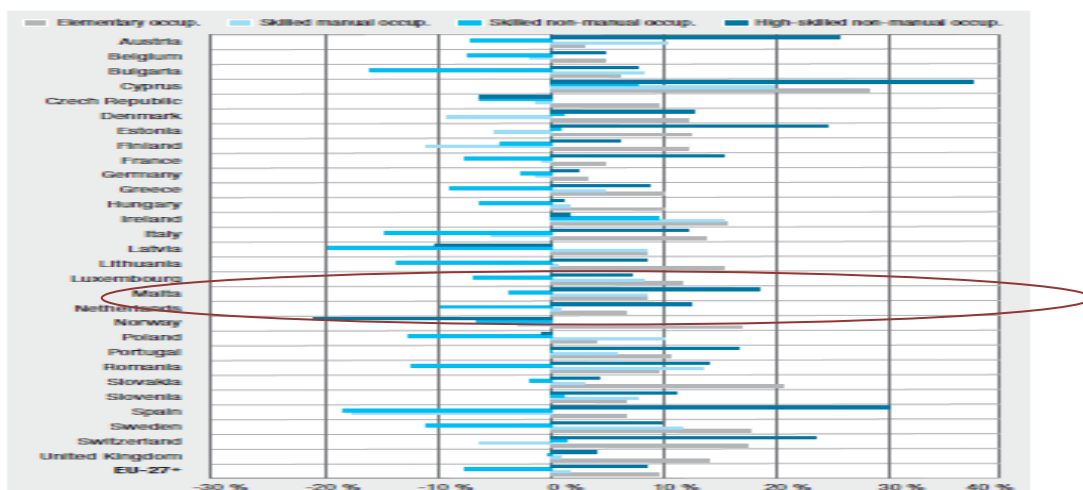 Elementary occup. Skilled manual occup. Skilled non-manual occup. High-skilled non-manual occup.
Austria
Belgium
Bulgaria
Cyprus
Czech Republic
Denmark
Estonia
Finland
France
Germany
Greece
Hungary
Ireland
Italy
Latvia
Lithuania
Luxembourg
Malta
Netherlands
Norway
Poland
Portugal
Romania
Slovakia
Slovenia
Spain
Sweden
Switzerland
United Kingdom
EU-27+
-30 % -20 % -10 % 0 % 10 % 20 % 30 % 40 %